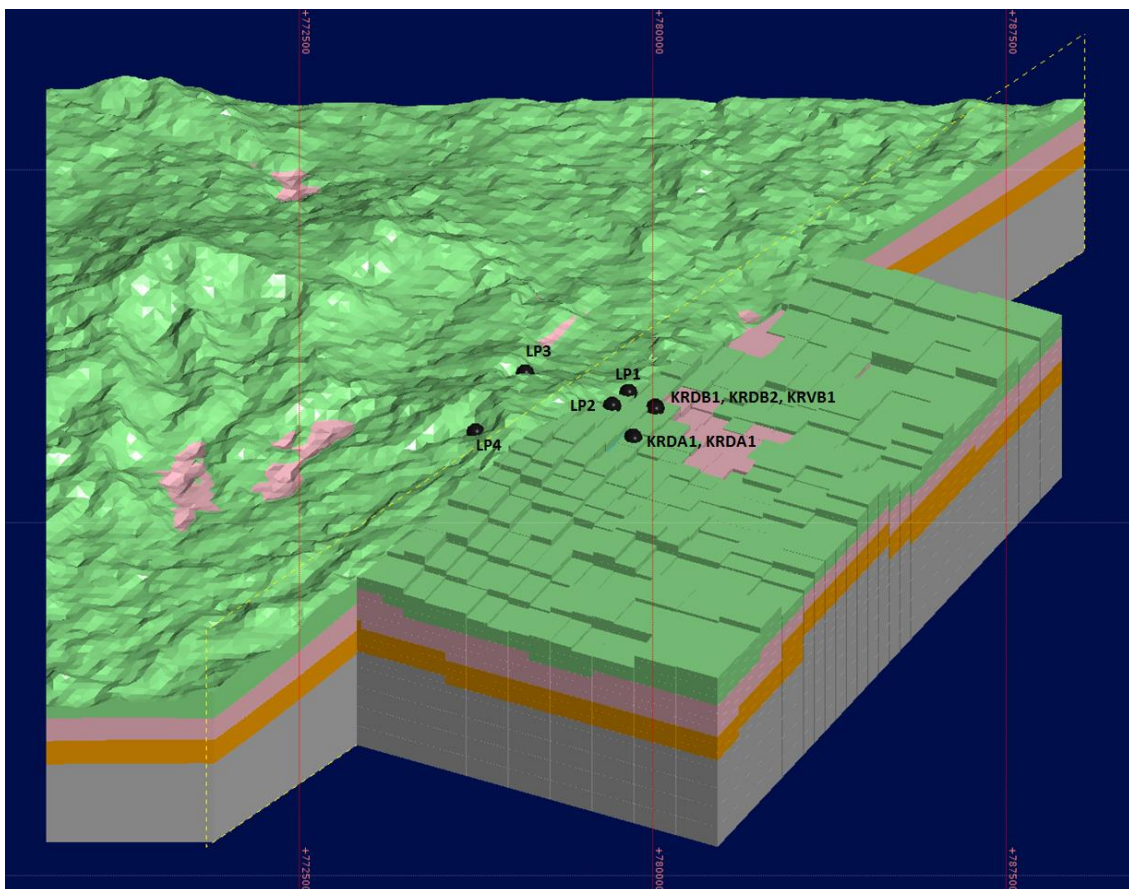 +772500
+780000
+787500
LP3
LP1
LP2
KRDB1, KRDB2, KRVB1
KRDA1, KRDA1
LP4
+772500
+780000
+787500